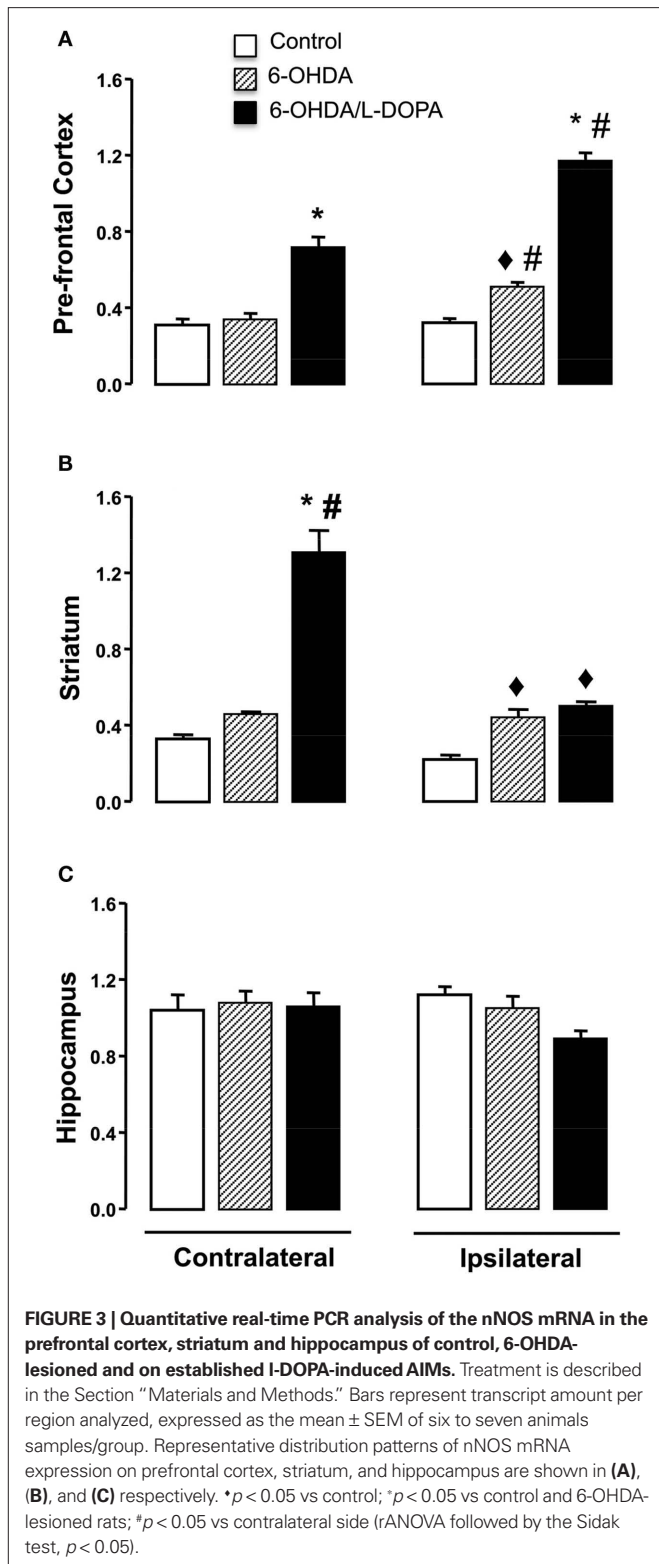 A
Control
6-OHDA
6-OHDA/L-DOPA
Pre-frontal Cortex
1.6
1.2
0.8
0.4
0.0
*
♦ #
* #
B
Striatum
1.6
1.2
0.8
0.4
0.0
* #
♦
♦
C
Hippocampus
1.6
1.2
0.8
0.4
0.0
Contralateral
Ipsilateral
FIGURE 3 | Quantitative real-time PCR analysis of the nNOS mRNA in the
prefrontal cortex, striatum and hippocampus of control, 6-OHDA-
lesioned and on established l-DOPA-induced AIMs. Treatment is described
in the Section “Materials and Methods.” Bars represent transcript amount per
region analyzed, expressed as the mean ± SEM of six to seven animals
samples/group. Representative distribution patterns of nNOS mRNA
expression on prefrontal cortex, striatum, and hippocampus are shown in (A),
(B), and (C) respectively. ♦p < 0.05 vs control; *p < 0.05 vs control and 6-OHDA-
lesioned rats; #p < 0.05 vs contralateral side (rANOVA followed by the Sidak
test, p < 0.05).